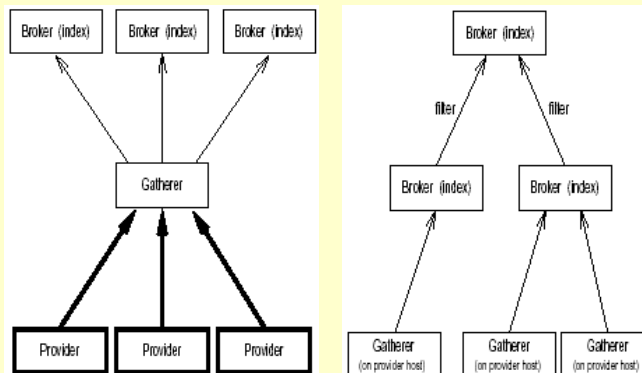 Broker (index) Broker (index) Broker (index)
Gatherer
Provider Provider Provider
Broker (index)
filter filter
Broker (index) Broker (index)
Gatherer Gatherer Gatherer
(on provider host) (on provider host) (on provider host)